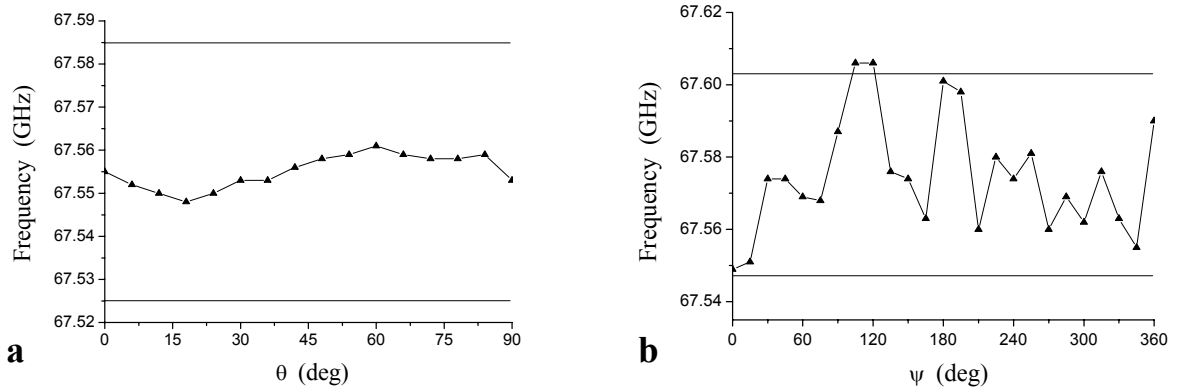 67.59
67.58
67.57
67.56
67.55
67.54
67.53
67.52
Frequency (GHz)
0 15 30 45 60 75 90
θ (deg)
a
67.62
67.60
67.58
67.56
67.54
Frequency (GHz)
0 60 120 180 240 300 360
ψ (deg)
b